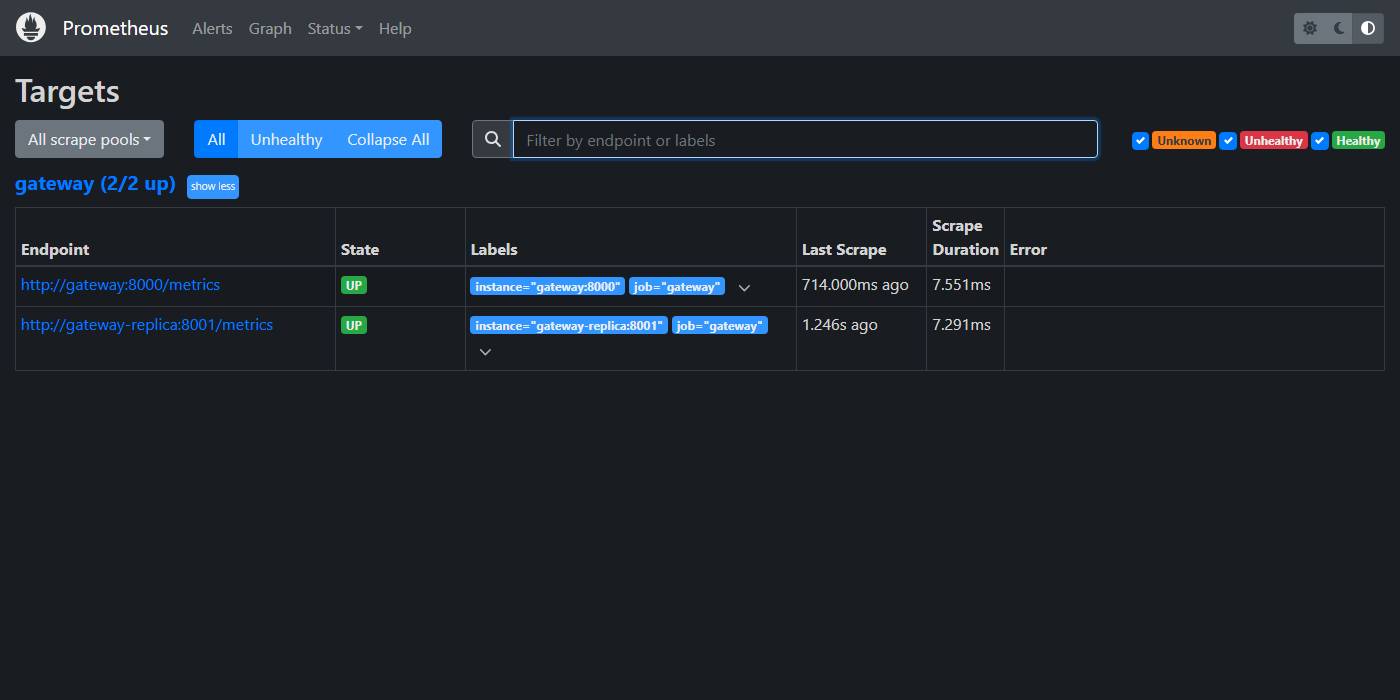 Prometheus Alerts Graph Status Help
Targets
All scrape pools All Unhealthy Collapse All Filter by endpoint or labels Unknown Unhealthy Healthy
gateway (2/2 up) show less
Endpoint State Labels Last Scrape Scrape Duration Error
http://gateway:8000/metrics UP instance="gateway:8000" job="gateway" 714.000ms ago 7.551ms
http://gateway-replica:8001/metrics UP instance="gateway-replica:8001" job="gateway" 1.246s ago 7.291ms